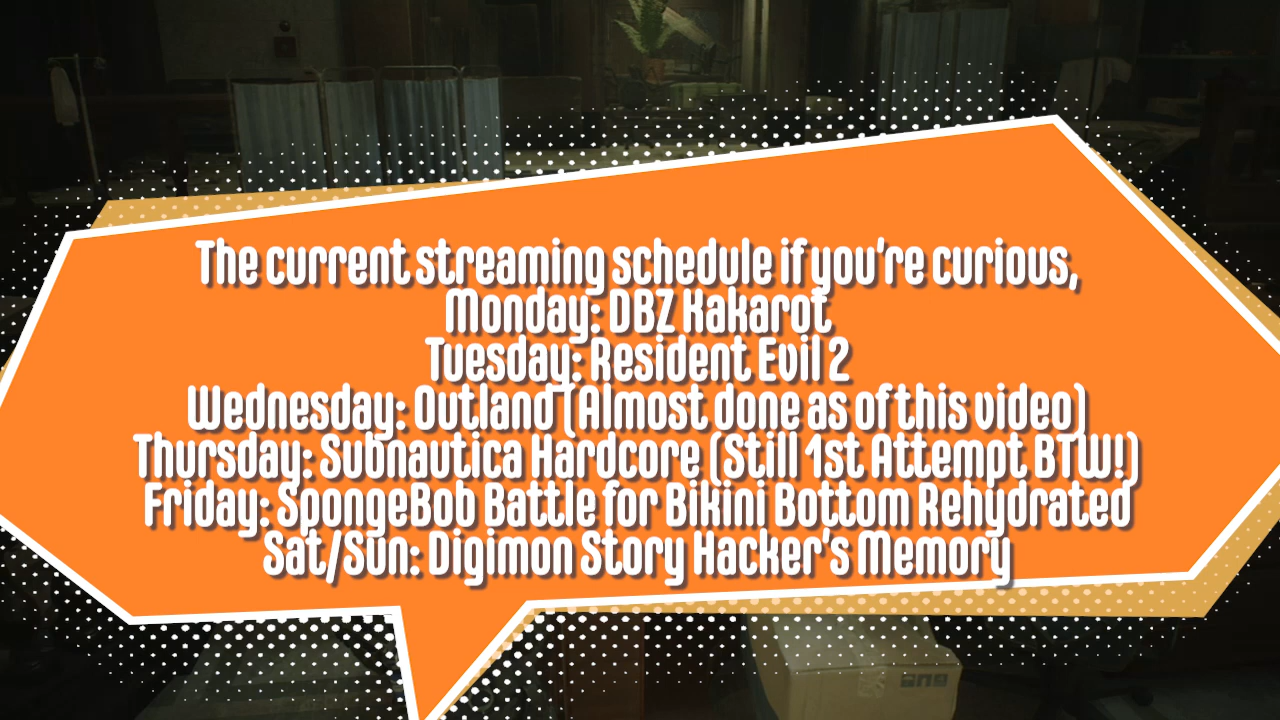 The current streaming schedule if you're curious,
Monday: DBZ Kakarot
Tuesday: Resident Evil 2
Wednesday: Outland (Almost done as of this video)
Thursday: Subnautica Hardcore (Still 1st Attempt BTW!)
Friday: SpongeBob Battle for Bikini Bottom Rehydrated
Sat/Sun: Digimon Story Hacker's Memory